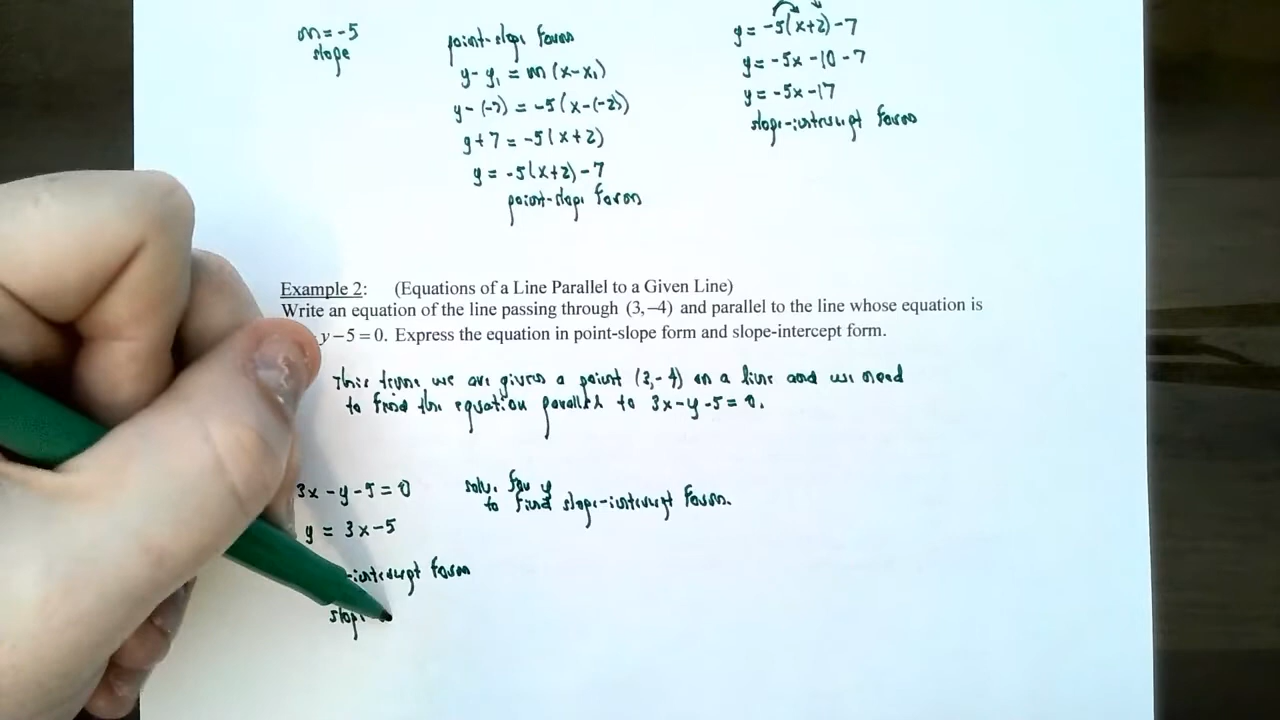 m = -5
slope
point-slope form
y - y₁ = m (x - x₁)
y - (-7) = -5 (x - (-2))
y + 7 = -5 (x + 2)
y = -5(x+2) - 7
point-slope form
y = -5(x+2) - 7
y = -5x - 10 - 7
y = -5x - 17
slope-intercept form
Example 2: (Equations of a Line Parallel to a Given Line)
Write an equation of the line passing through (3,−4) and parallel to the line whose equation is
y − 5 = 0. Express the equation in point-slope form and slope-intercept form.
This time we are given a point (3,-4) on a line and we need
to find the equation parallel to 3x - y - 5 = 0.
3x - y - 5 = 0
solve for y
to find slope-intercept form.
y = 3x - 5
-intercept form
slope